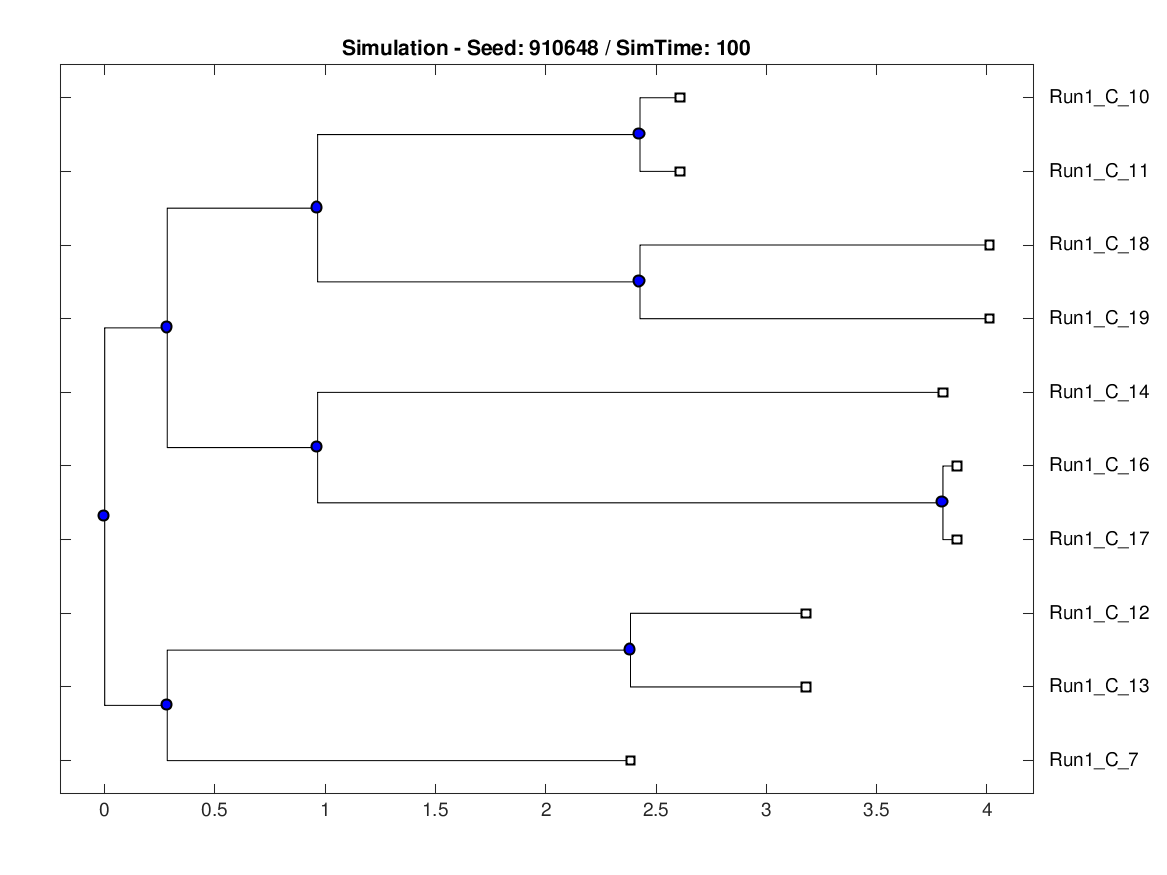 Simulation - Seed: 910648 / SimTime: 100
Run1_C_10
Run1_C_11
Run1_C_18
Run1_C_19
Run1_C_14
Run1_C_16
Run1_C_17
Run1_C_12
Run1_C_13
Run1_C_7
0 0.5 1 1.5 2 2.5 3 3.5 4